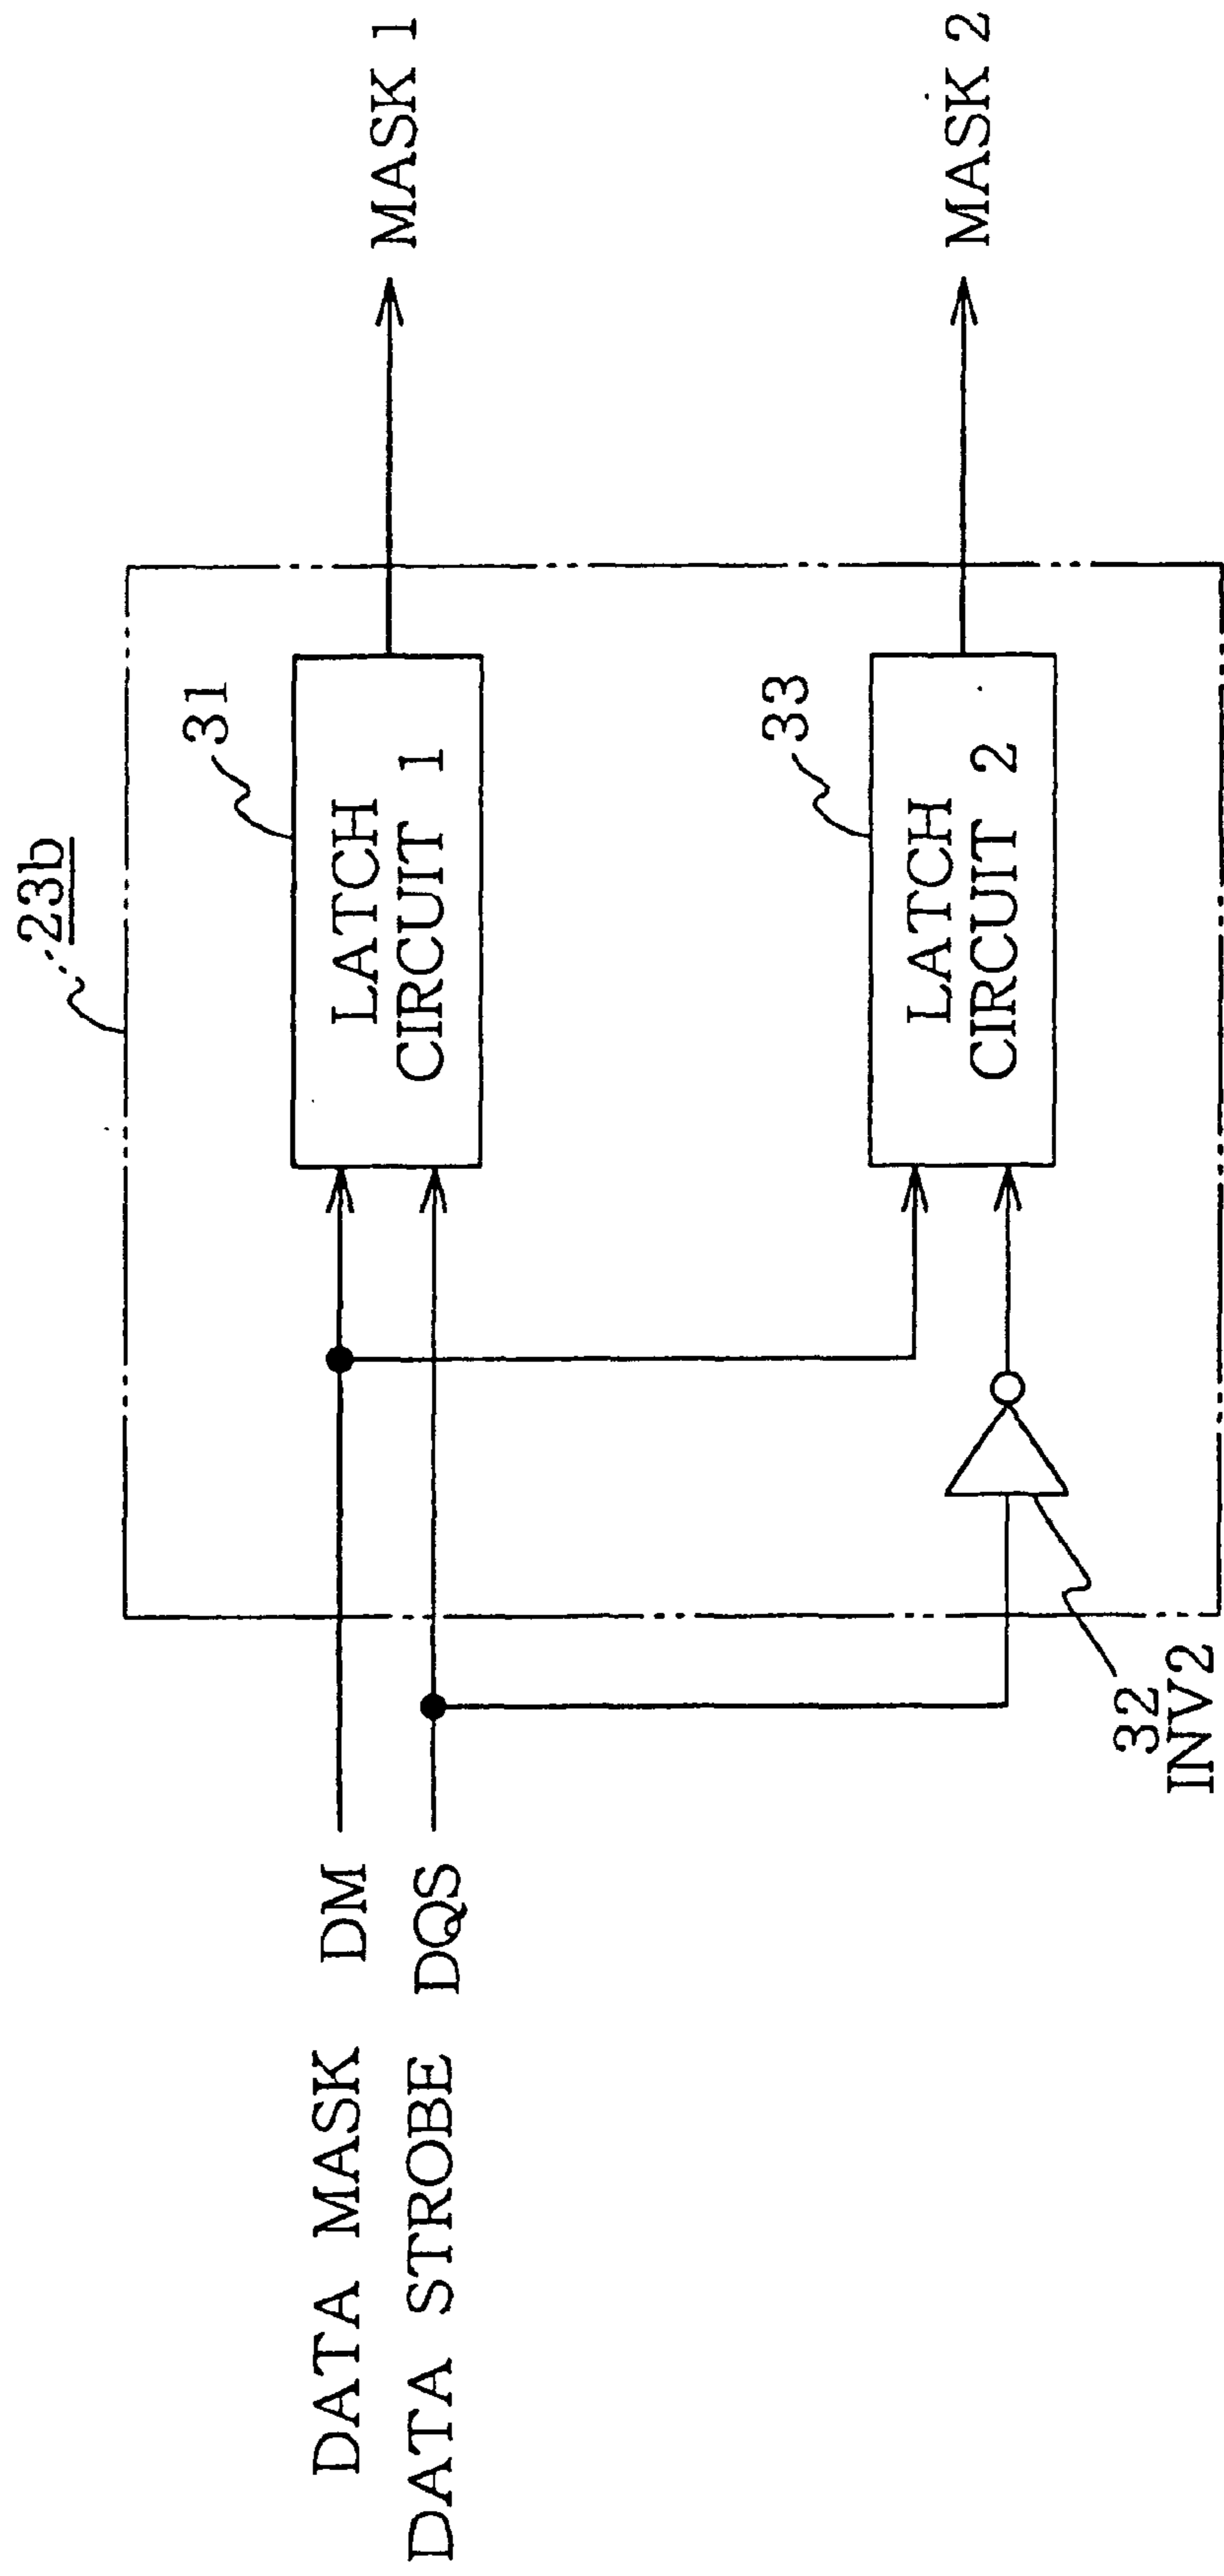 23b
31
LATCH
CIRCUIT 1
MASK 1
DATA MASK DM
DATA STROBE DQS
33
LATCH
CIRCUIT 2
MASK 2
32
INV2